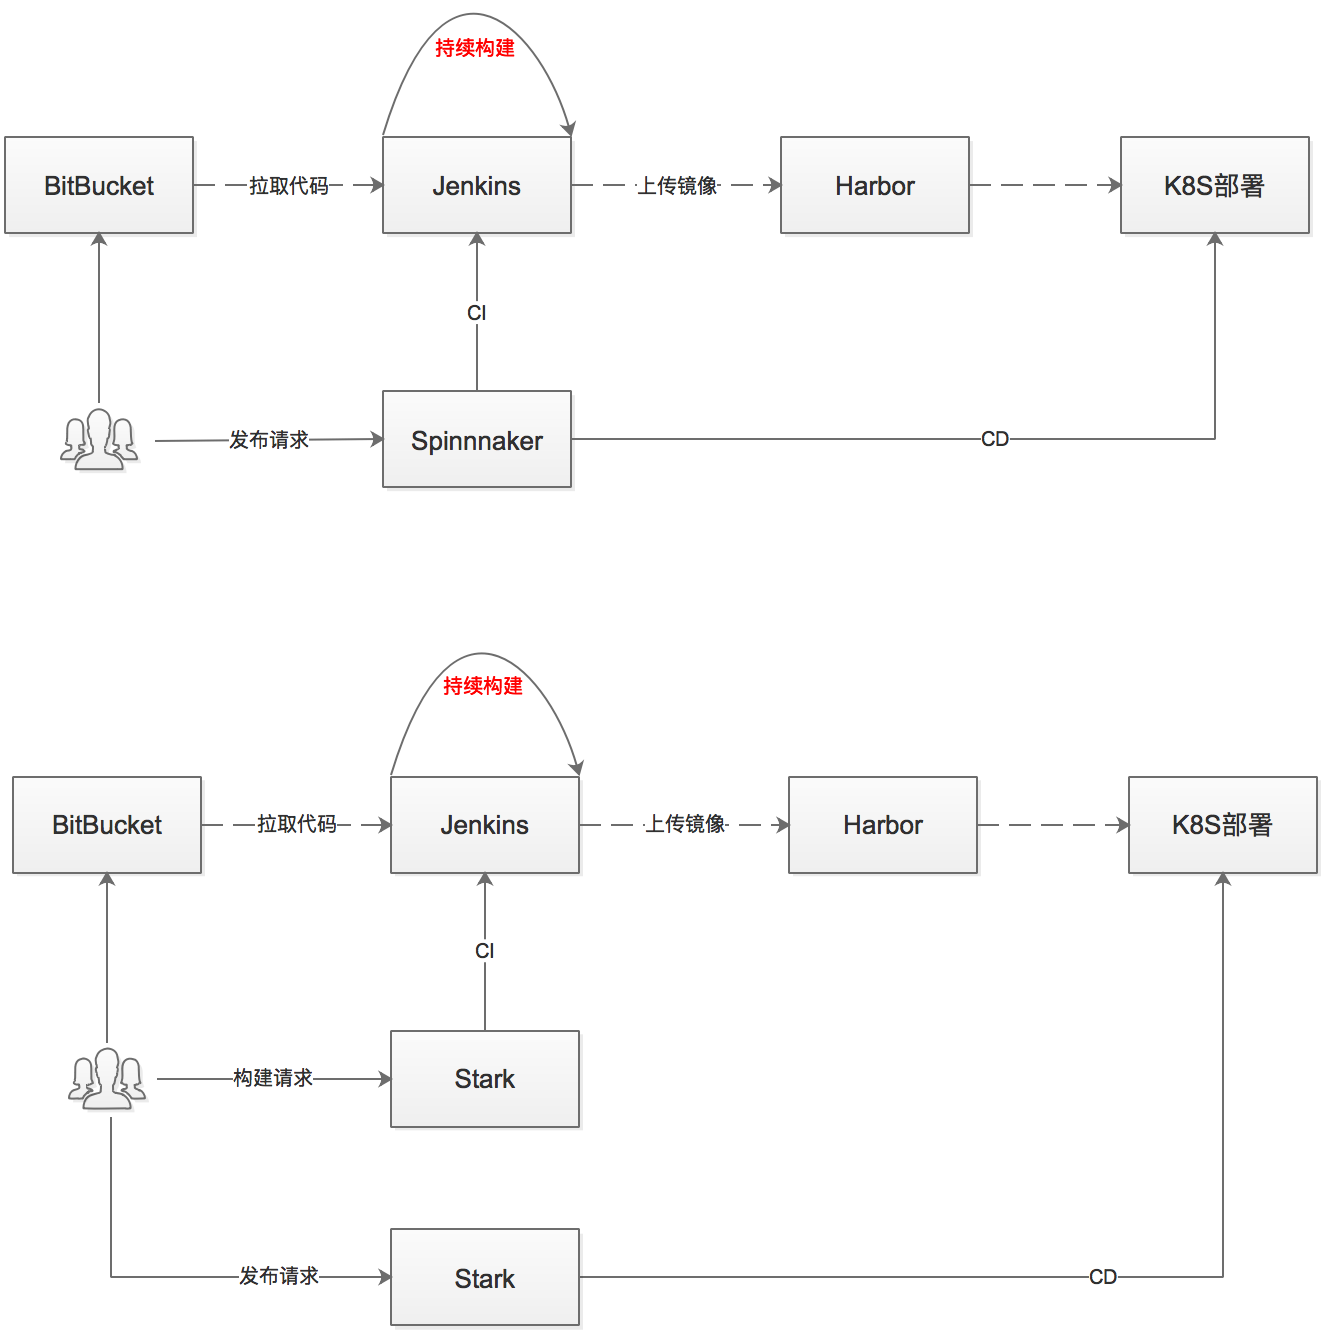 持续构建
BitBucket
拉取代码
Jenkins
上传镜像
Harbor
K8S部署
CI
发布请求
Spinnnaker
CD
持续构建
BitBucket
拉取代码
Jenkins
上传镜像
Harbor
K8S部署
CI
构建请求
Stark
发布请求
Stark
CD